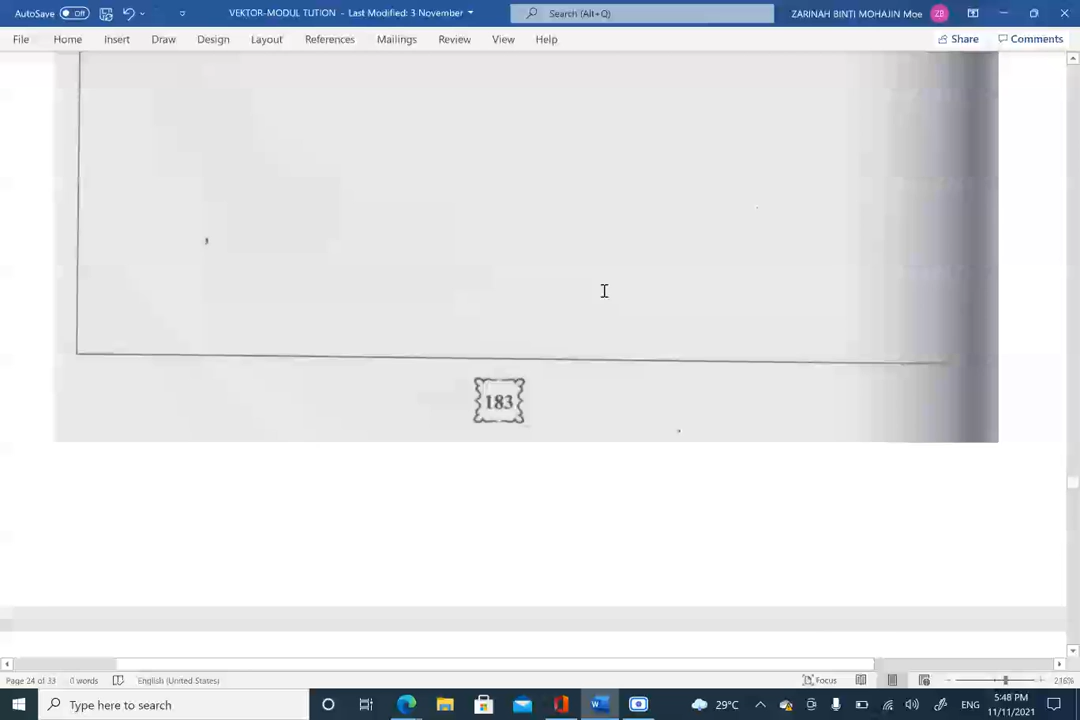 AutoSave Off VEKTOR-MODUL TUTION - Last Modified: 3 November Search (Alt+Q) ZARINAH BINTI MOHAJIN Moe ZB
File Home Insert Draw Design Layout References Mailings Review View Help Share Comments
183
Page 24 of 33 0 words English (United States) Focus 216%
Type here to search 29°C ENG 5:48 PM
11/11/2021